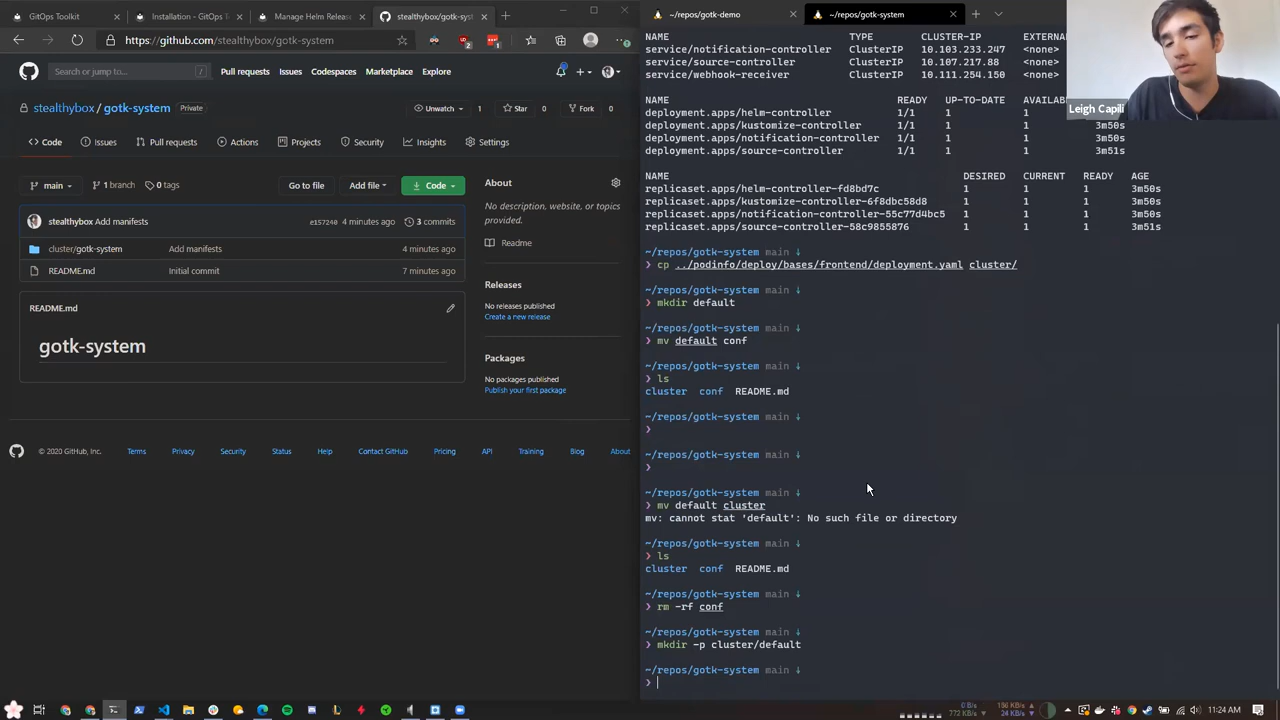 GitOps Toolkit
Installation - GitOps T
Manage Helm Releas
stealthybox/gotk-syst
https://github.com/stealthybox/gotk-system
2
1
Search or jump to...
/
Pull requests
Issues
Codespaces
Marketplace
Explore
stealthybox / gotk-system
Private
Unwatch
1
Star
0
Fork
0
Code
Issues
Pull requests
Actions
Projects
Security
Insights
Settings
main
1 branch
0 tags
Go to file
Add file
Code
stealthybox Add manifests
e157240 4 minutes ago
3 commits
cluster/gotk-system
Add manifests
4 minutes ago
README.md
Initial commit
7 minutes ago
README.md
gotk-system
About
No description, website, or topics
provided.
Readme
Releases
No releases published
Create a new release
Packages
No packages published
Publish your first package
© 2020 GitHub, Inc.
Terms
Privacy
Security
Status
Help
Contact GitHub
Pricing
API
Training
Blog
About
~/repos/gotk-demo
~/repos/gotk-system
NAME TYPE CLUSTER-IP EXTERNAL
service/notification-controller ClusterIP 10.103.233.247 <none>
service/source-controller ClusterIP 10.107.217.88 <none>
service/webhook-receiver ClusterIP 10.111.254.150 <none>
Leigh Capili
NAME READY UP-TO-DATE AVAILAB
deployment.apps/helm-controller 1/1 1 1 3m50s
deployment.apps/kustomize-controller 1/1 1 1 3m50s
deployment.apps/notification-controller 1/1 1 1 3m50s
deployment.apps/source-controller 1/1 1 1 3m51s
NAME DESIRED CURRENT READY AGE
replicaset.apps/helm-controller-fd8bd7c 1 1 1 3m50s
replicaset.apps/kustomize-controller-6f8dbc58d8 1 1 1 3m50s
replicaset.apps/notification-controller-55c77d4bc5 1 1 1 3m50s
replicaset.apps/source-controller-58c9855876 1 1 1 3m51s
~/repos/gotk-system main ↓
❯ cp ../podinfo/deploy/bases/frontend/deployment.yaml cluster/
~/repos/gotk-system main ↓
❯ mkdir default
~/repos/gotk-system main ↓
❯ mv default conf
~/repos/gotk-system main ↓
❯ ls
cluster conf README.md
~/repos/gotk-system main ↓
❯
~/repos/gotk-system main ↓
❯
~/repos/gotk-system main ↓
❯ mv default cluster
mv: cannot stat 'default': No such file or directory
~/repos/gotk-system main ↓
❯ ls
cluster conf README.md
~/repos/gotk-system main ↓
❯ rm -rf conf
~/repos/gotk-system main ↓
❯ mkdir -p cluster/default
~/repos/gotk-system main ↓
❯
11:24 AM